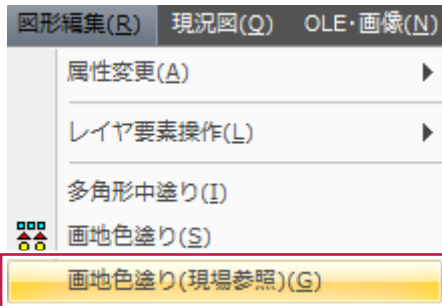 図形編集(R) 現況図(Q) OLE・画像(N)
属性変更(A)
レイヤ要素操作(L)
多角形中塗り(I)
画地色塗り(S)
画地色塗り(現場参照)(G)